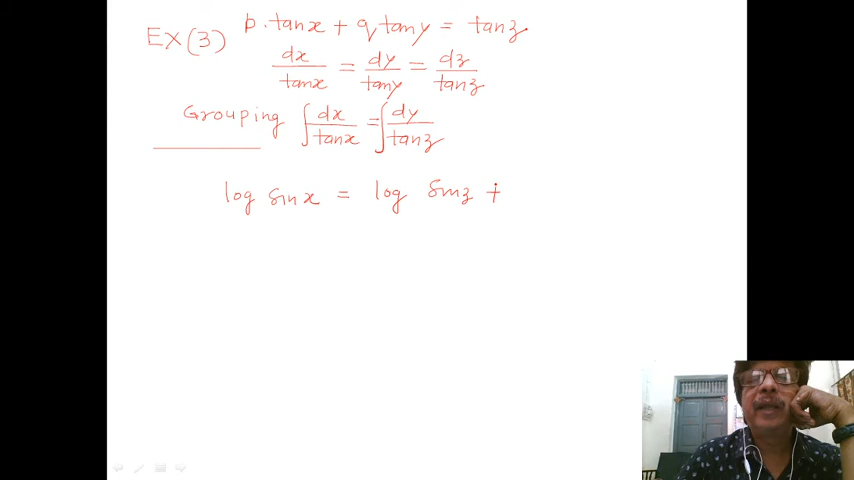 EX(3) p.tanx + q tany = tanz.
dx/tanx = dy/tany = dz/tanz
Grouping ∫ dx/tanx = ∫ dy/tanz
log sinx = log sinz +